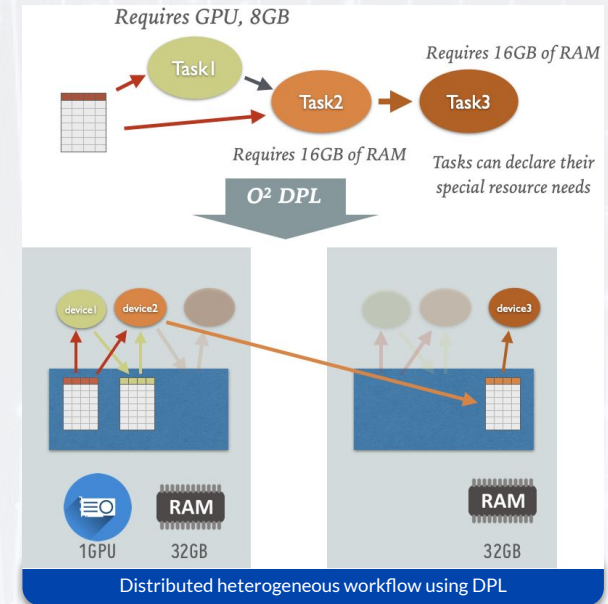 Requires GPU, 8GB
Task1
Requires 16GB of RAM
Task2
Task3
Requires 16GB of RAM
Tasks can declare their
special resource needs
O² DPL
device1
device2
device3
RAM
RAM
1GPU
32GB
32GB
Distributed heterogeneous workflow using DPL